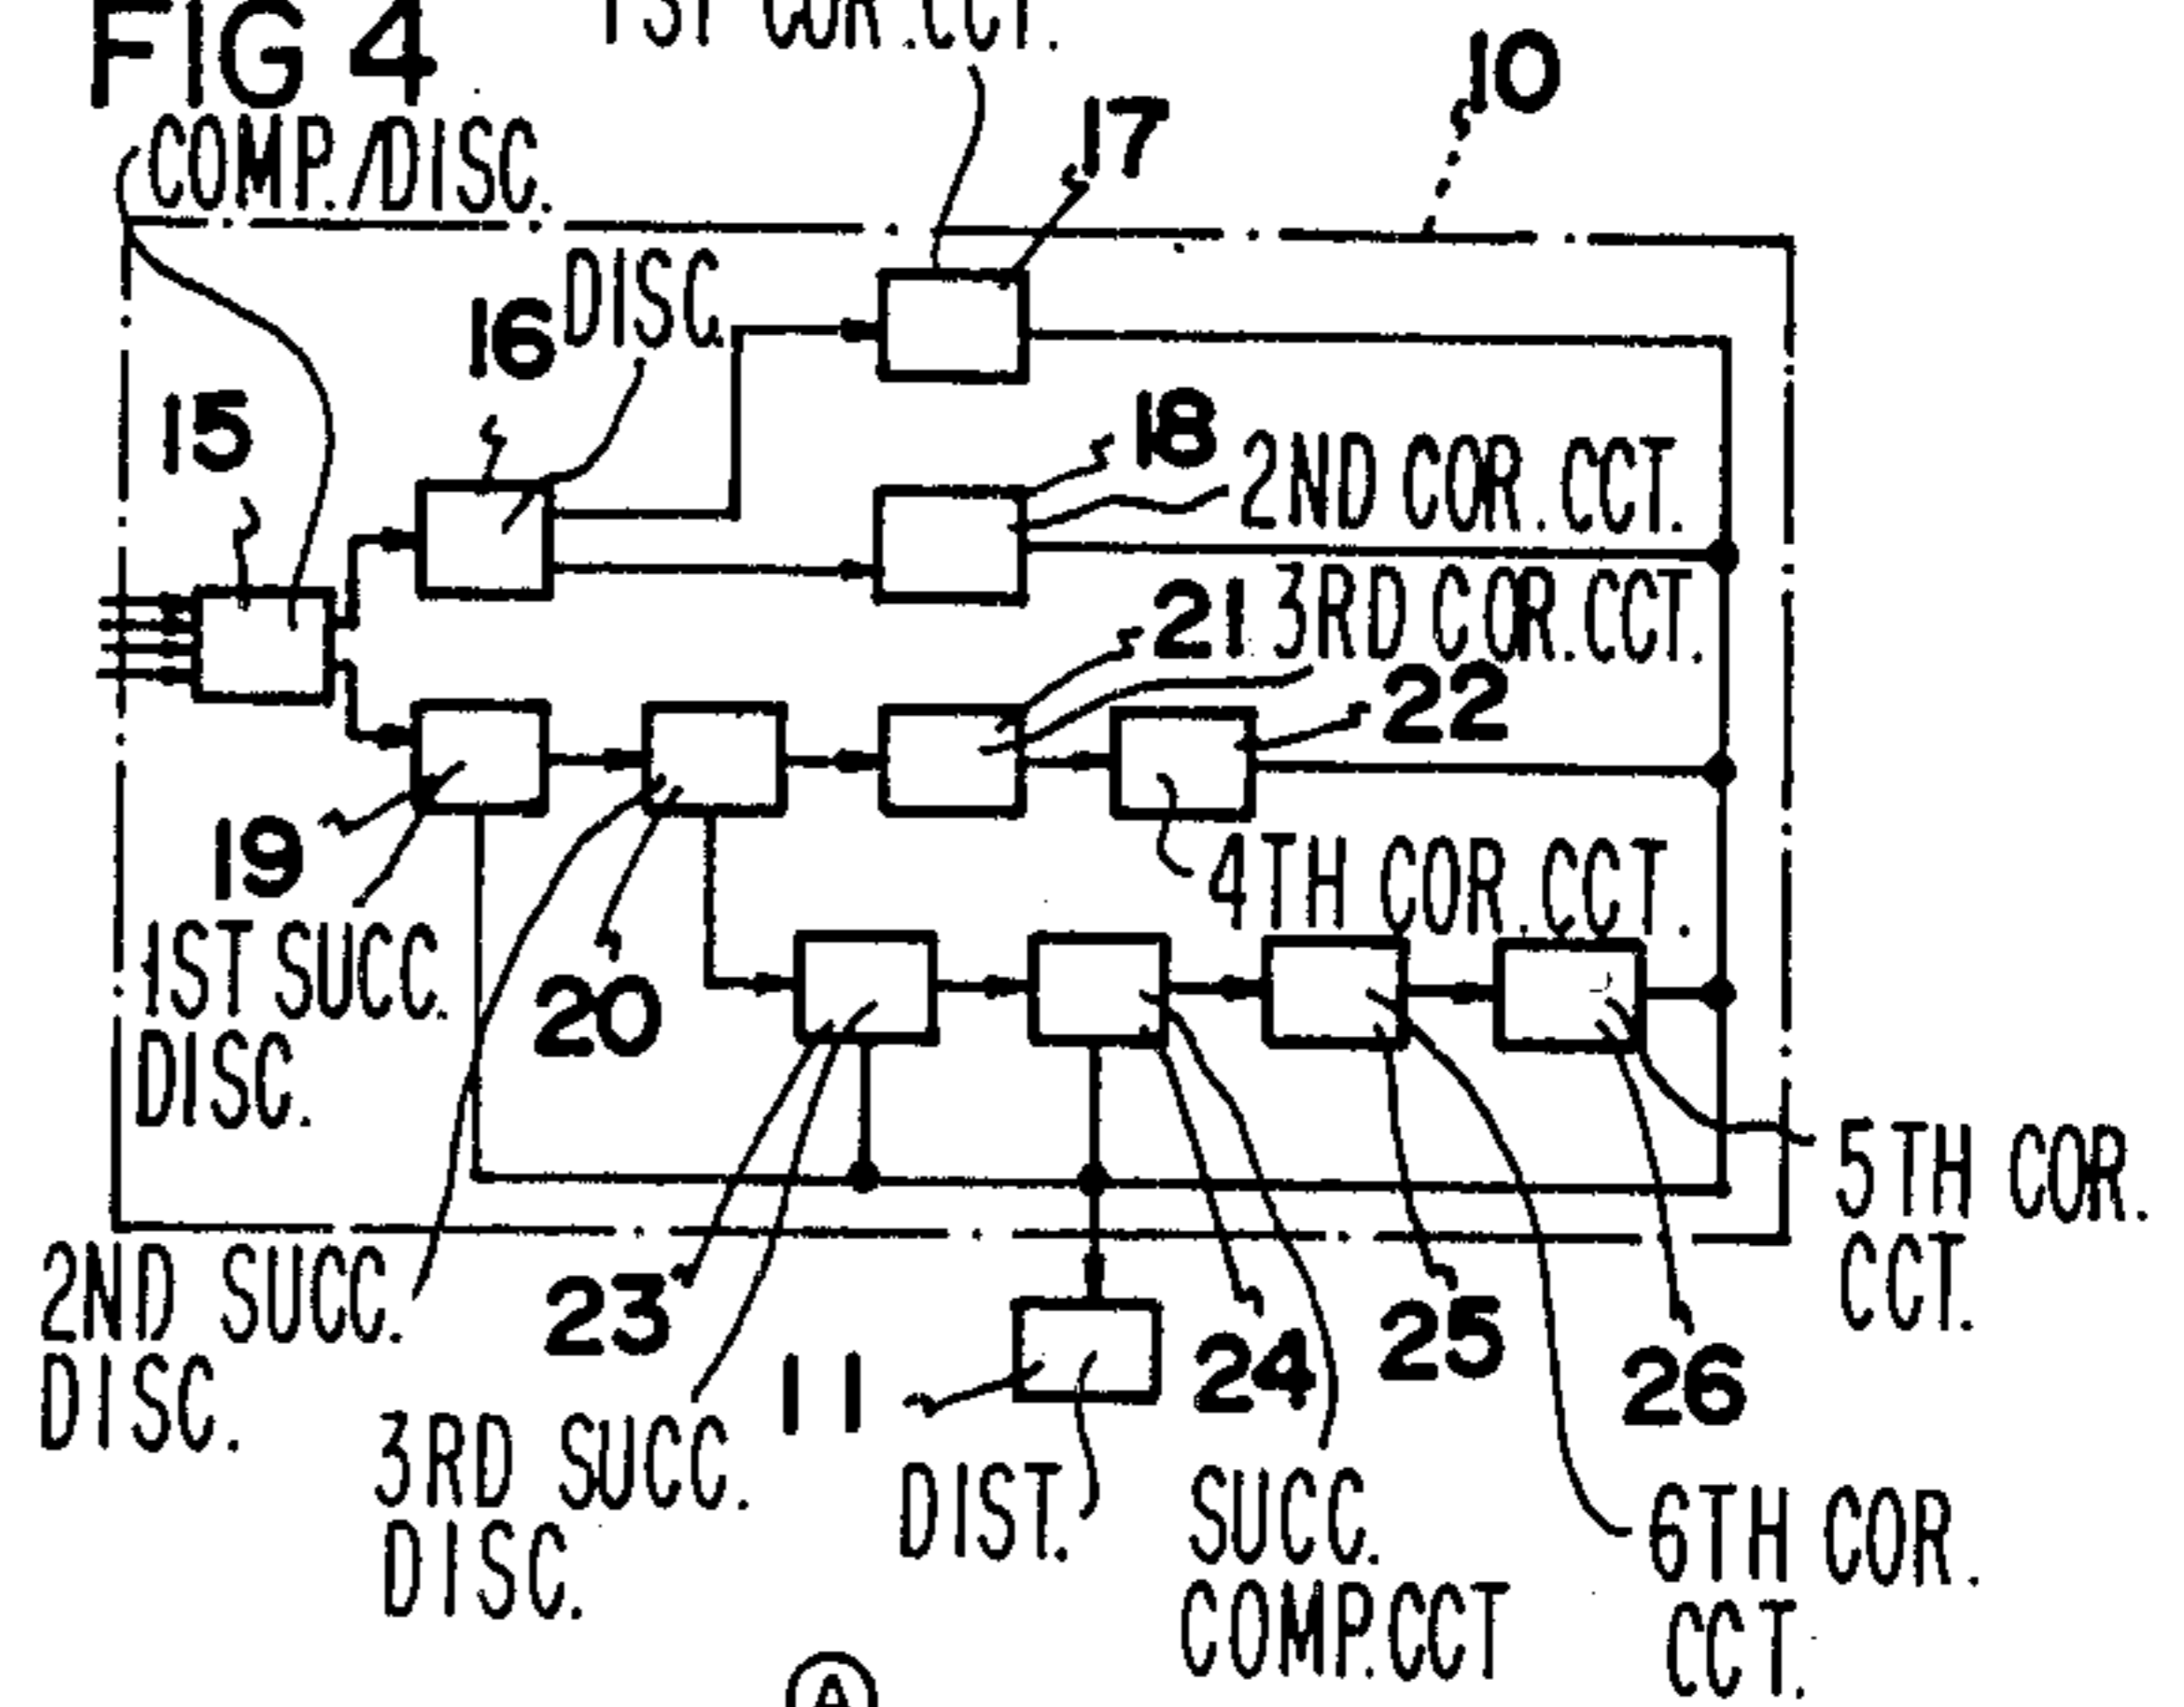 FIG 4
1ST COR.CCT.
10
17
COMP./DISC.
DISC.
16
15
18
2ND COR.CCT.
21
3RD COR.CCT.
22
19
4TH COR.CCT.
1ST SUCC.
DISC.
20
5TH COR.
CCT.
2ND SUCC.
DISC.
23
11
24
25
26
3RD SUCC.
DISC.
DIST.
SUCC.
COMP.CCT
6TH COR.
CCT.
A